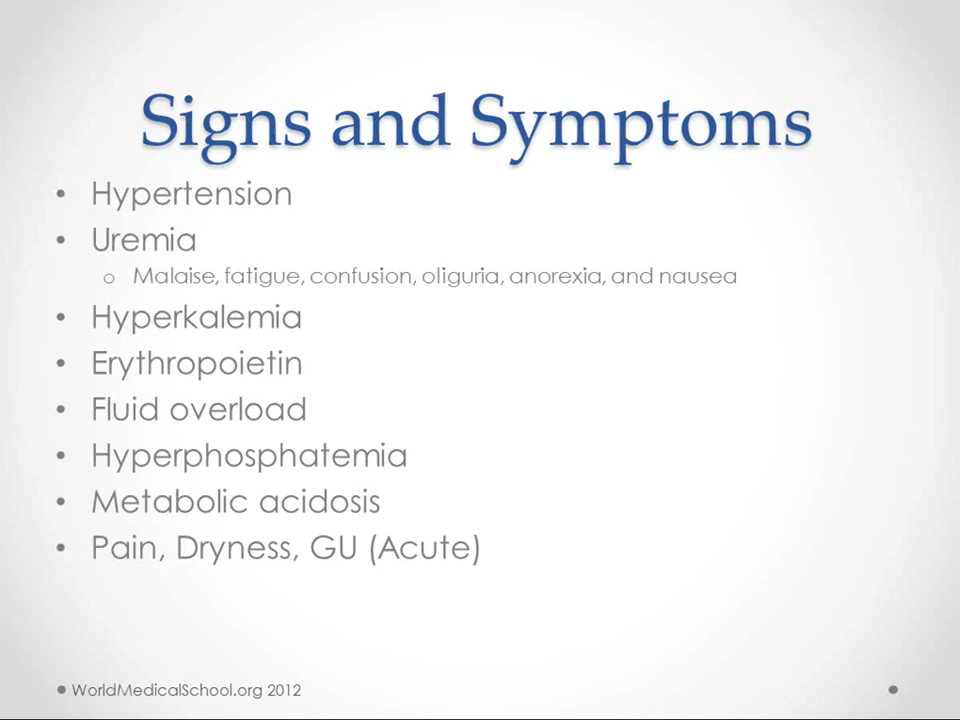 Signs and Symptoms
• Hypertension
• Uremia
o Malaise, fatigue, confusion, oliguria, anorexia, and nausea
• Hyperkalemia
• Erythropoietin
• Fluid overload
• Hyperphosphatemia
• Metabolic acidosis
• Pain, Dryness, GU (Acute)
WorldMedicalSchool.org 2012